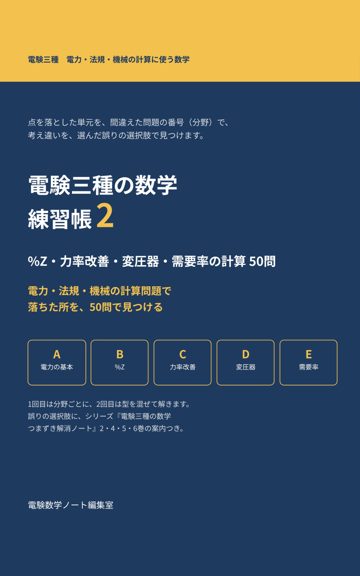 電験三種　電力・法規・機械の計算に使う数学
点を落とした単元を、間違えた問題の番号（分野）で、
考え違いを、選んだ誤りの選択肢で見つけます。
電験三種の数学
練習帳 2
%Z・力率改善・変圧器・需要率の計算 50問
電力・法規・機械の計算問題で
落ちた所を、50問で見つける
A B C D E
電力の基本 %Z 力率改善 変圧器 需要率
1回目は分野ごとに、2回目は型を混ぜて解きます。
誤りの選択肢に、シリーズ『電験三種の数学
つまずき解消ノート』2・4・5・6巻の案内つき。
電験数学ノート編集室